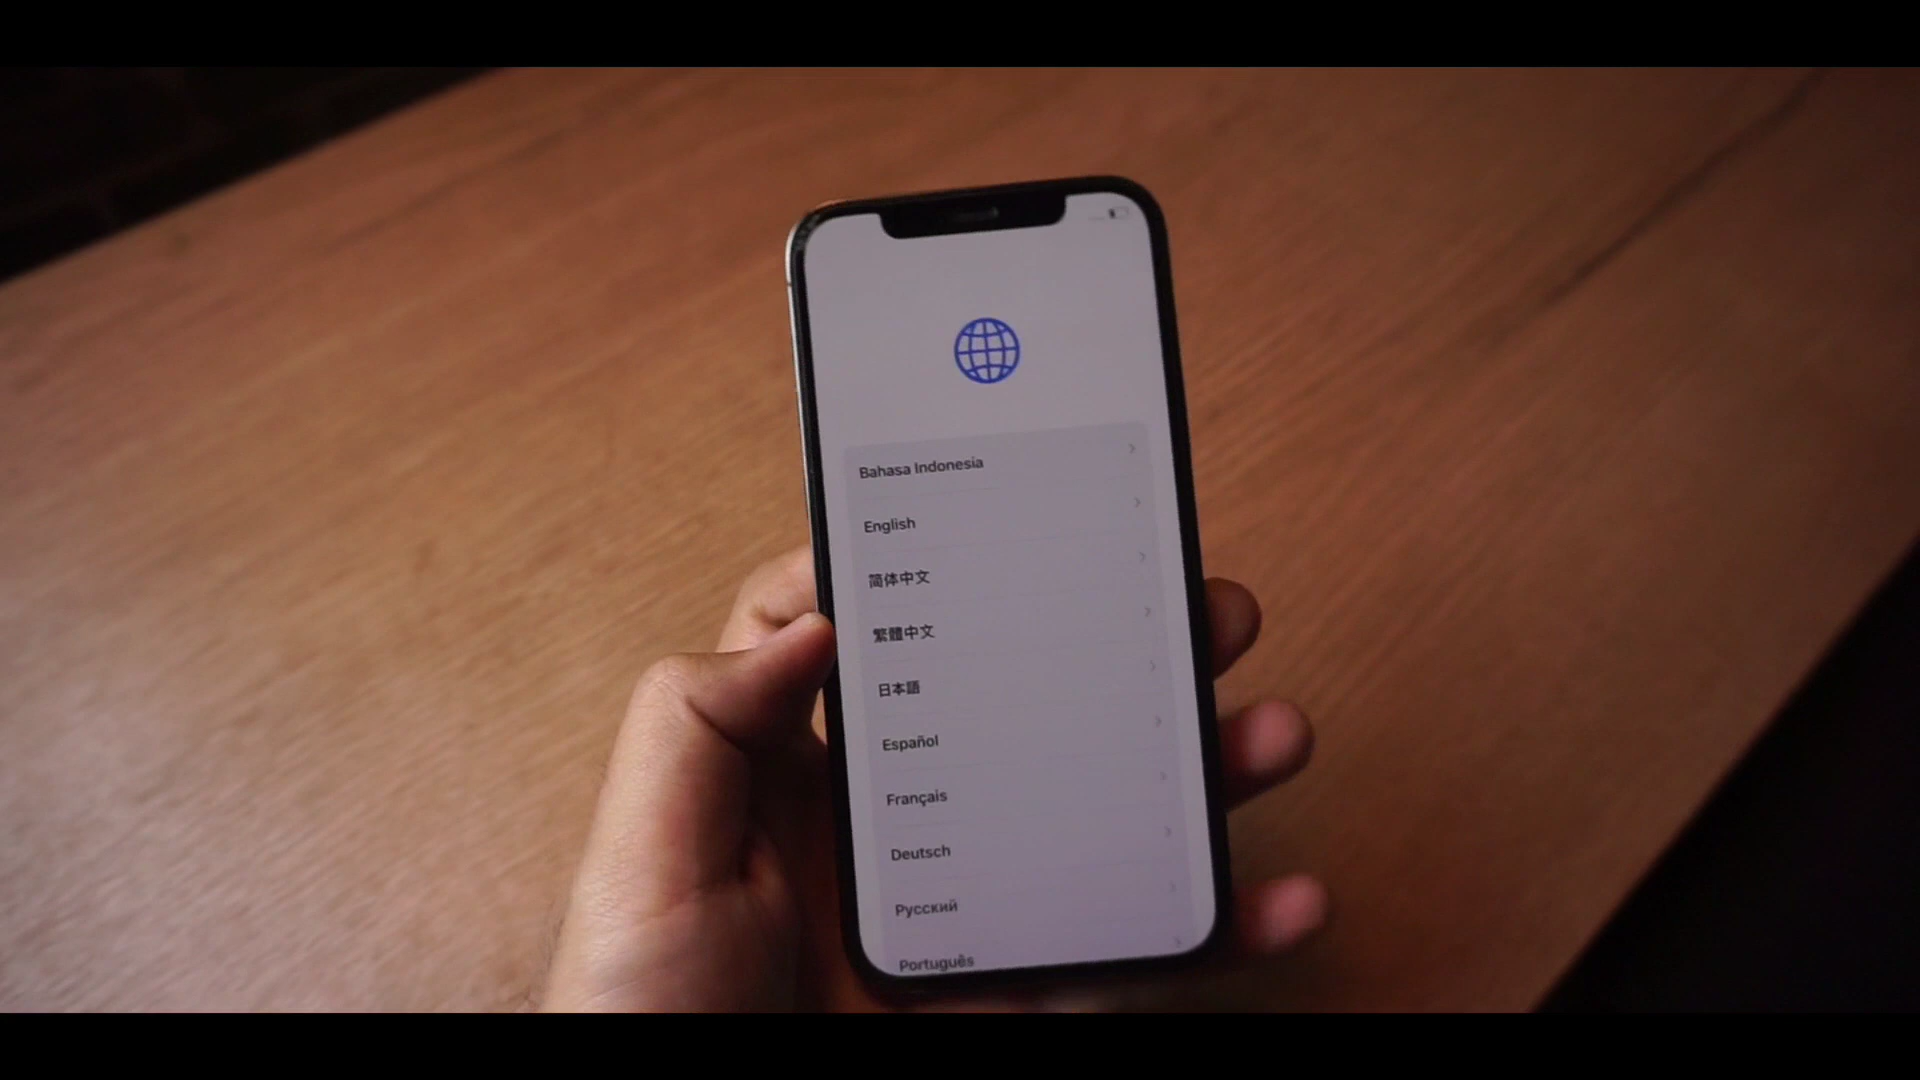 Bahasa Indonesia
English
简体中文
繁體中文
日本語
Español
Français
Deutsch
Русский
Português